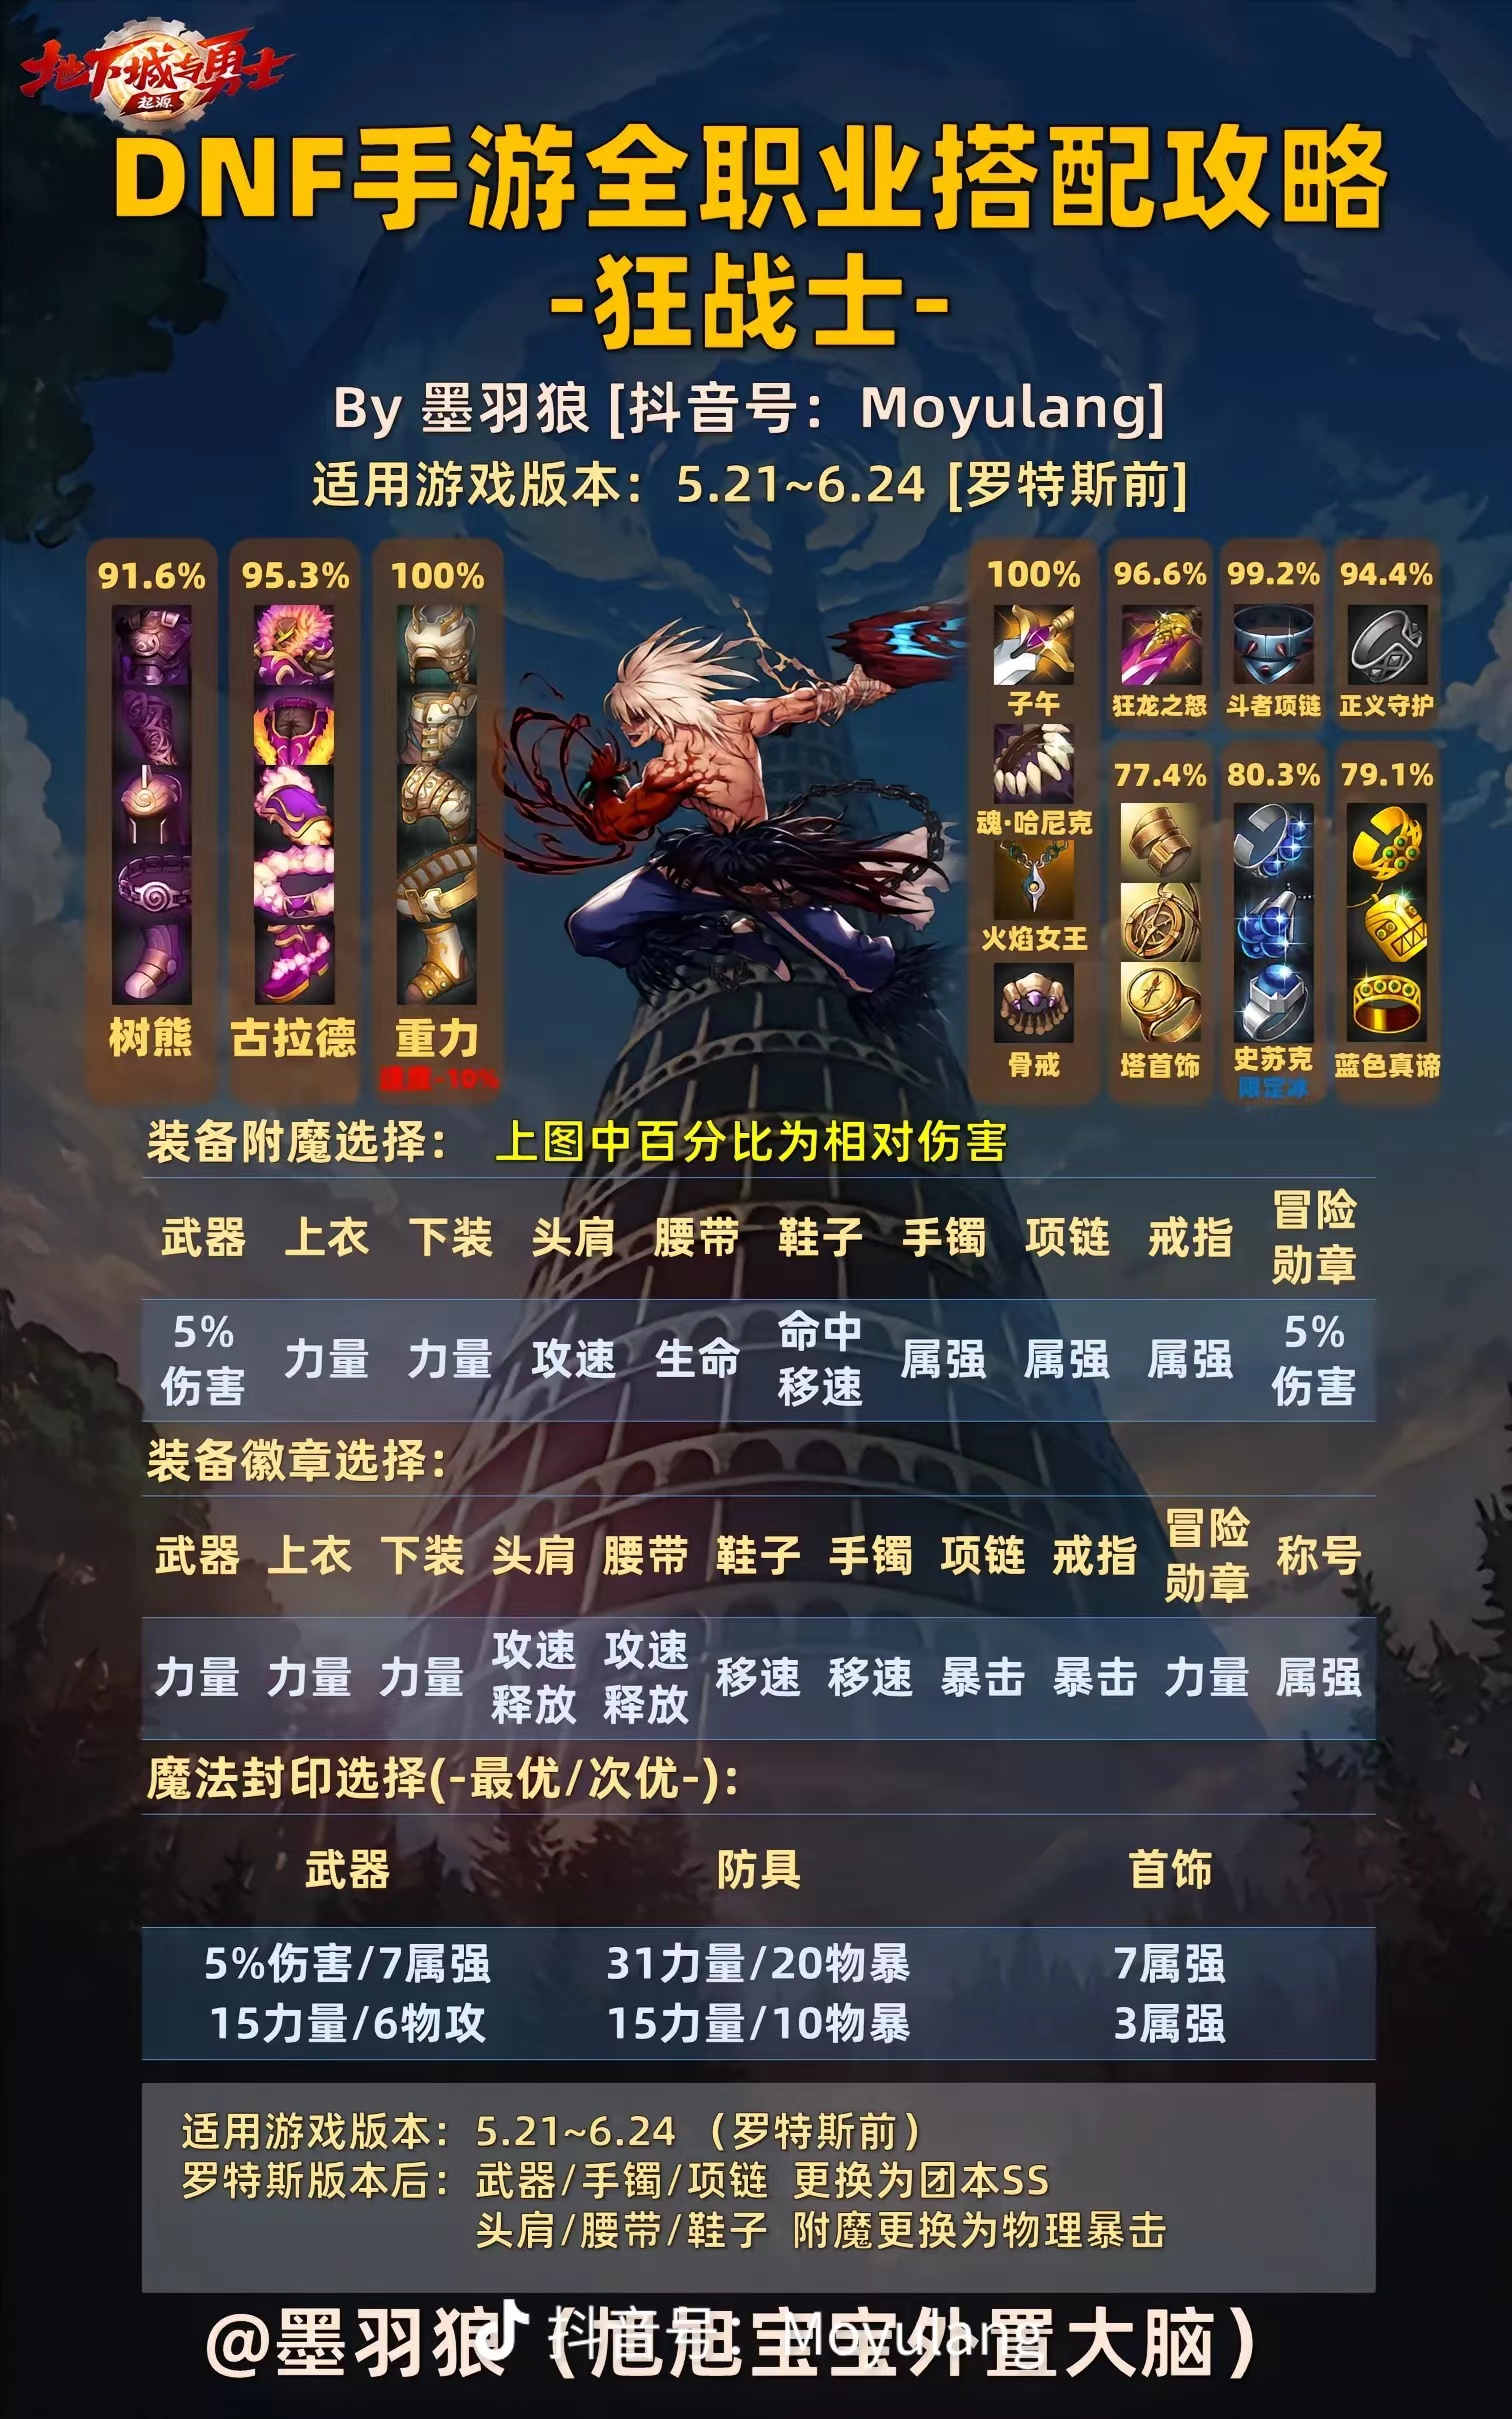 地下城与勇士
起源
DNF手游全职业搭配攻略
-狂战士-
By 墨羽狼 [抖音号：Moyulang]
适用游戏版本：5.21~6.24 [罗特斯前]
91.6% 95.3% 100%
树熊 古拉德 重力
速度-10%
100% 96.6% 99.2% 94.4%
子午 狂龙之怒 斗者项链 正义守护
77.4% 80.3% 79.1%
魂·哈尼克
火焰女王
骨戒 塔首饰 史苏克 蓝色真谛
限定冰
装备附魔选择： 上图中百分比为相对伤害
武器 上衣 下装 头肩 腰带 鞋子 手镯 项链 戒指 冒险勋章
5%伤害 力量 力量 攻速 生命 命中移速 属强 属强 属强 5%伤害
装备徽章选择：
武器 上衣 下装 头肩 腰带 鞋子 手镯 项链 戒指 冒险勋章 称号
力量 力量 力量 攻速释放 攻速释放 移速 移速 暴击 暴击 力量 属强
魔法封印选择(-最优/次优-)：
武器 防具 首饰
5%伤害/7属强 31力量/20物暴 7属强
15力量/6物攻 15力量/10物暴 3属强
适用游戏版本：5.21~6.24 （罗特斯前）
罗特斯版本后：武器/手镯/项链 更换为团本SS
头肩/腰带/鞋子 附魔更换为物理暴击
@墨羽狼（旭旭宝宝外置大脑）
抖音号：Moyulang